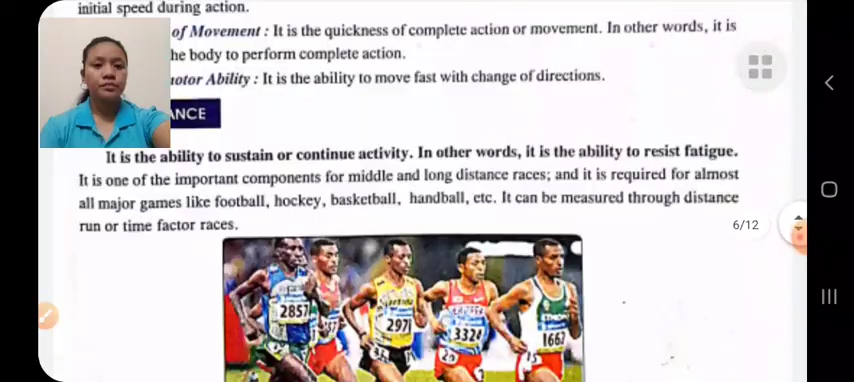 initial speed during action.
of Movement : It is the quickness of complete action or movement. In other words, it is
he body to perform complete action.
otor Ability : It is the ability to move fast with change of directions.
ANCE
It is the ability to sustain or continue activity. In other words, it is the ability to resist fatigue.
It is one of the important components for middle and long distance races; and it is required for almost
all major games like football, hockey, basketball, handball, etc. It can be measured through distance
run or time factor races.
6/12
2857
297
3324
1662